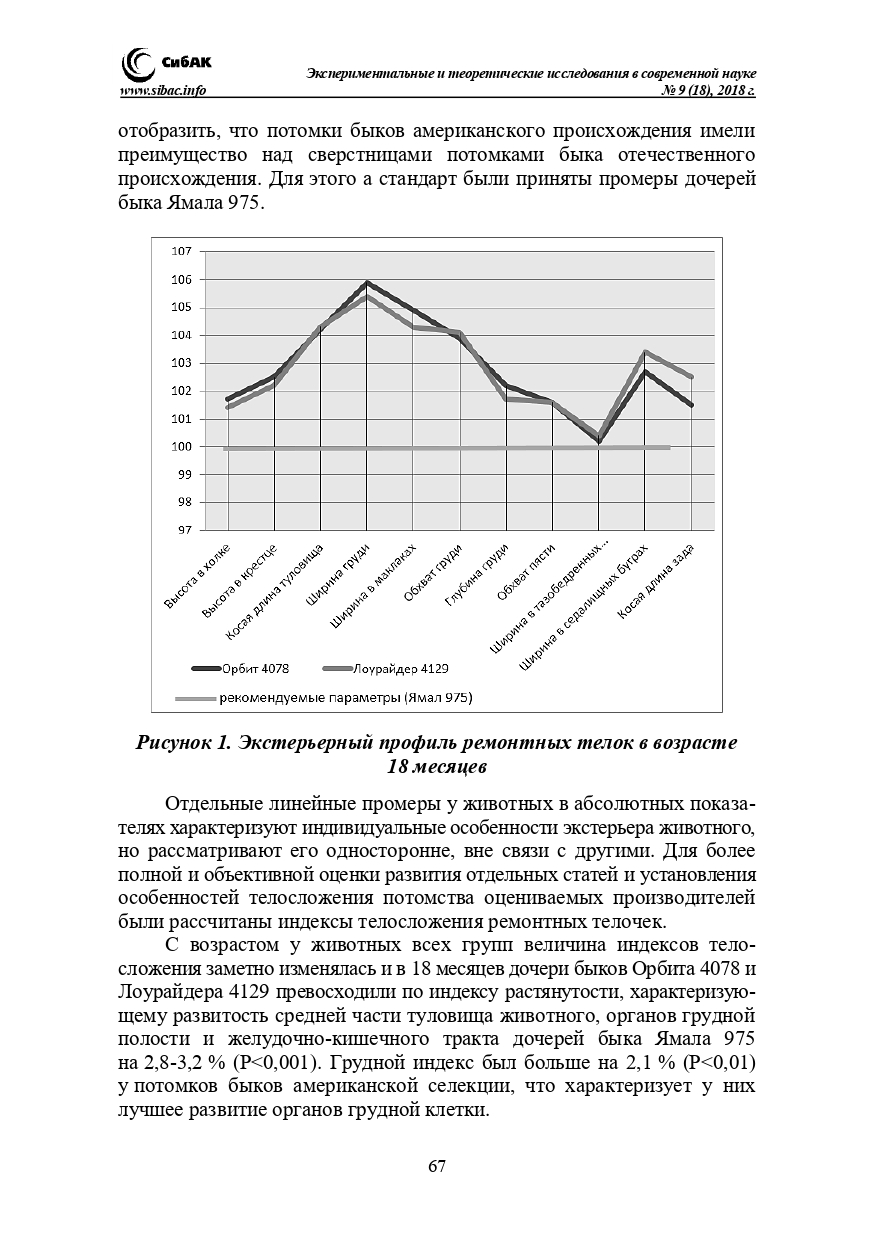 СибАК
www.sibac.info
Экспериментальные и теоретические исследования в современной науке
№ 9 (18), 2018 г.
отобразить, что потомки быков американского происхождения имели
преимущество над сверстницами потомками быка отечественного
происхождения. Для этого а стандарт были приняты промеры дочерей
быка Ямала 975.
107
106
105
104
103
102
101
100
99
98
97
Высота в холке
Высота в крестце
Косая длина туловища
Ширина груди
Ширина в маклаках
Обхват груди
Глубина груди
Обхват пясти
Ширина в тазобедренных...
Ширина в седалищных буграх
Косая длина зада
Орбит 4078
Лоурайдер 4129
рекомендуемые параметры (Ямал 975)
Рисунок 1. Экстерьерный профиль ремонтных телок в возрасте
18 месяцев
Отдельные линейные промеры у животных в абсолютных показа-
телях характеризуют индивидуальные особенности экстерьера животного,
но рассматривают его односторонне, вне связи с другими. Для более
полной и объективной оценки развития отдельных статей и установления
особенностей телосложения потомства оцениваемых производителей
были рассчитаны индексы телосложения ремонтных телочек.
С возрастом у животных всех групп величина индексов тело-
сложения заметно изменялась и в 18 месяцев дочери быков Орбита 4078 и
Лоурайдера 4129 превосходили по индексу растянутости, характеризую-
щему развитость средней части туловища животного, органов грудной
полости и желудочно-кишечного тракта дочерей быка Ямала 975
на 2,8-3,2 % (P<0,001). Грудной индекс был больше на 2,1 % (P<0,01)
у потомков быков американской селекции, что характеризует у них
лучшее развитие органов грудной клетки.
67